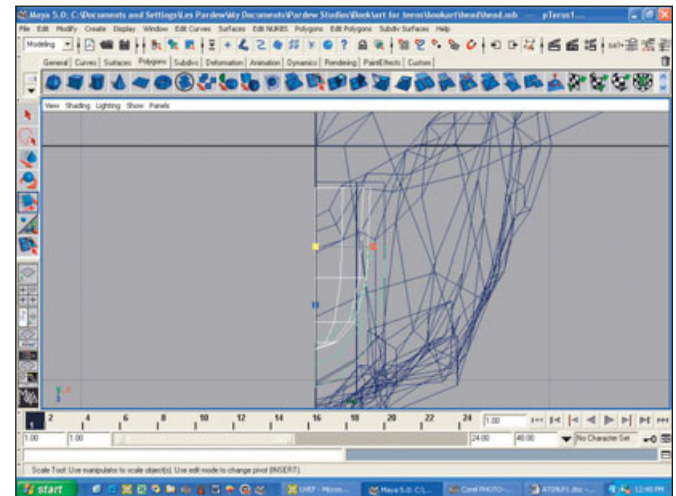 Maya 5.0: C:\Documents and Settings\Les Pardew\My Documents\Pardew Studios\Book\art for teens\bookart\head\head.mb --- pTorus1...
File Edit Modify Create Display Window Edit Curves Surfaces Edit NURBS Polygons Edit Polygons Subdiv Surfaces Help
Modeling
General Curves Surfaces Polygons Subdivs Deformation Animation Dynamics Rendering PaintEffects Custom
View Shading Lighting Show Panels
2 4 6 8 10 12 14 16 18 20 22 24 1.00
1
1.00 1.00 24.00 48.00 No Character Set
Scale Tool: Use manipulator to scale object(s). Use edit mode to change pivot (INSERT).
start Maya 5.0: C:\... Corel PHOTO-... 12:40 PM